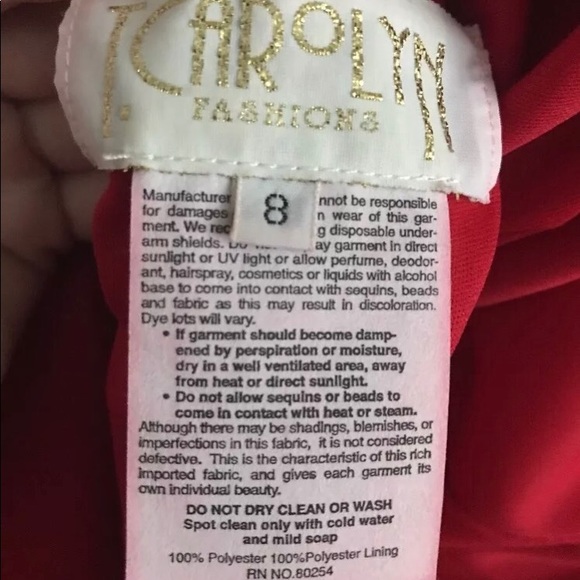 T. CAROLYN
FASHIONS
8
Manufacturer nnot be responsible
for damages n wear of this gar-
ment. We rec g disposable under-
arm shields. ay garment in direct
sunlight or UV light or allow perfume, deodor-
ant, hairspray, cosmetics or liquids with alcohol
base to come into contact with sequins, beads
and fabric as this may result in discoloration.
Dye lots will vary.
• If garment should become damp-
ened by perspiration or moisture,
dry in a well ventilated area, away
from heat or direct sunlight.
• Do not allow sequins or beads to
come in contact with heat or steam.
Although there may be shadings, blemishes, or
imperfections in this fabric, it is not considered
defective. This is the characteristic of this rich
imported fabric, and gives each garment its
own individual beauty.
DO NOT DRY CLEAN OR WASH
Spot clean only with cold water
and mild soap
100% Polyester 100%Polyester Lining
RN NO.80254